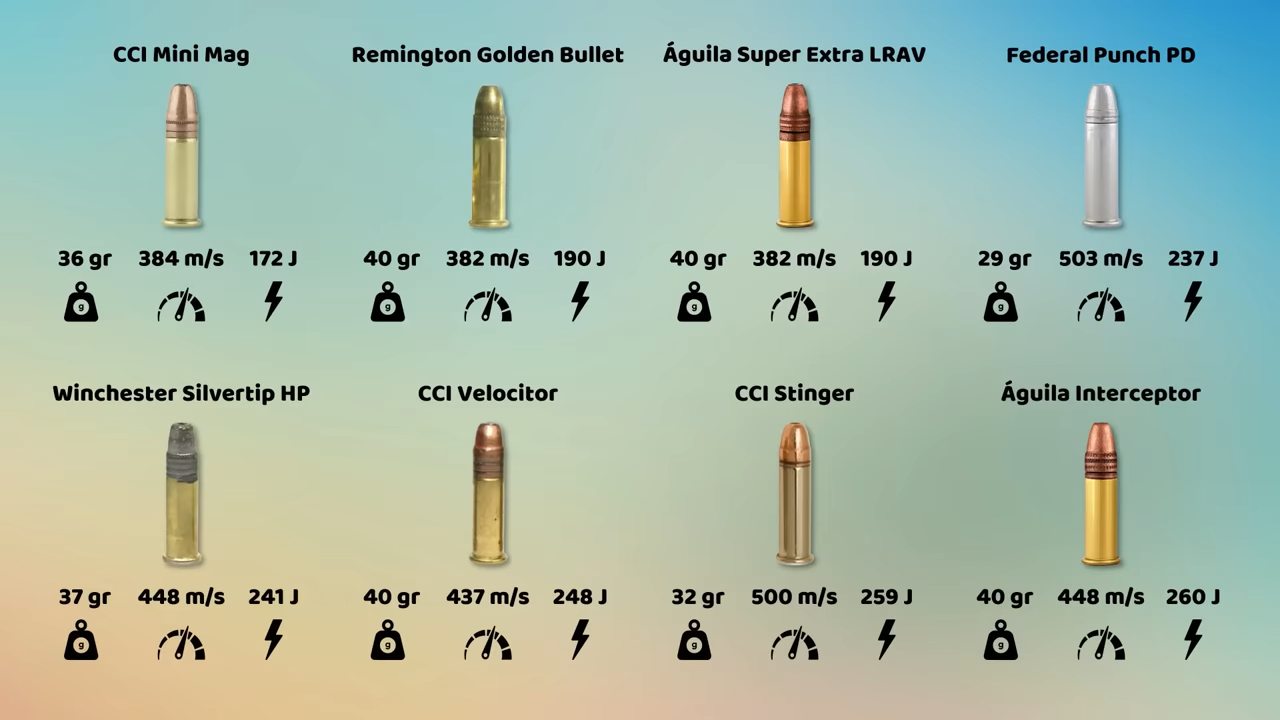 CCI Mini Mag
36 gr 384 m/s 172 J
g
Remington Golden Bullet
40 gr 382 m/s 190 J
g
Águila Super Extra LRAV
40 gr 382 m/s 190 J
g
Federal Punch PD
29 gr 503 m/s 237 J
g
Winchester Silvertip HP
37 gr 448 m/s 241 J
g
CCI Velocitor
40 gr 437 m/s 248 J
g
CCI Stinger
32 gr 500 m/s 259 J
g
Águila Interceptor
40 gr 448 m/s 260 J
g